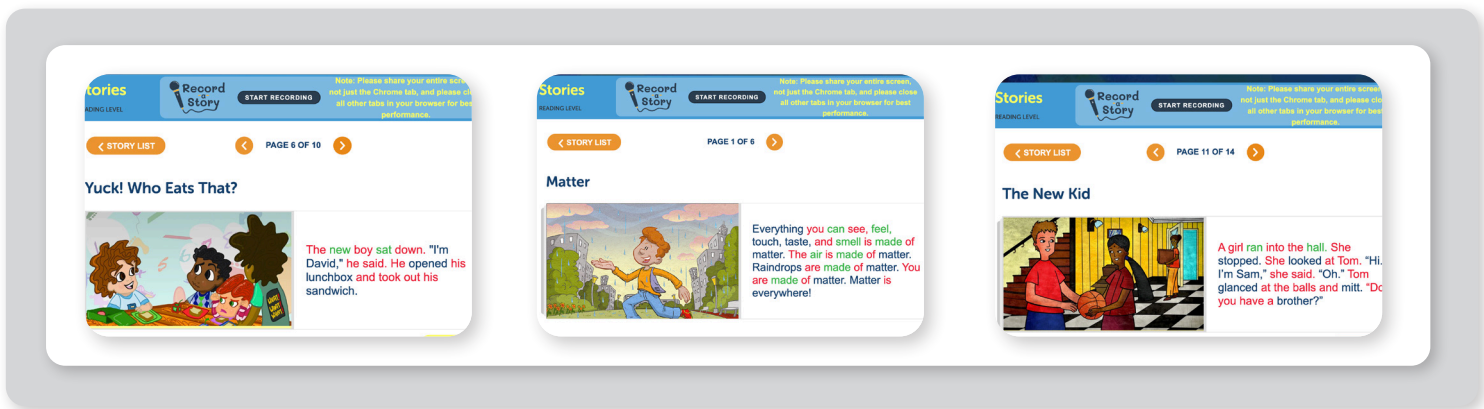 tories
ADING LEVEL
Record
a
Story
START RECORDING
Note: Please share your entire scree
not just the Chrome tab, and please cl
all other tabs in your browser for bes
performance.
STORY LIST
PAGE 6 OF 10
Yuck! Who Eats That?
The new boy sat down. "I'm
David," he said. He opened his
lunchbox and took out his
sandwich.
Stories
READING LEVEL
Record
a
Story
START RECORDING
Note: Please share your entire screen,
not just the Chrome tab, and please close
all other tabs in your browser for best
performance.
STORY LIST
PAGE 1 OF 6
Matter
Everything you can see, feel,
touch, taste, and smell is made of
matter. The air is made of matter.
Raindrops are made of matter. You
are made of matter. Matter is
everywhere!
Stories
READING LEVEL
Record
a
Story
START RECORDING
Note: Please share your entire scree
not just the Chrome tab, and please clo
all other tabs in your browser for best
performance.
STORY LIST
PAGE 11 OF 14
The New Kid
A girl ran into the hall. She
stopped. She looked at Tom. “Hi.
I’m Sam,” she said. “Oh.” Tom
glanced at the balls and mitt. “Do
you have a brother?”